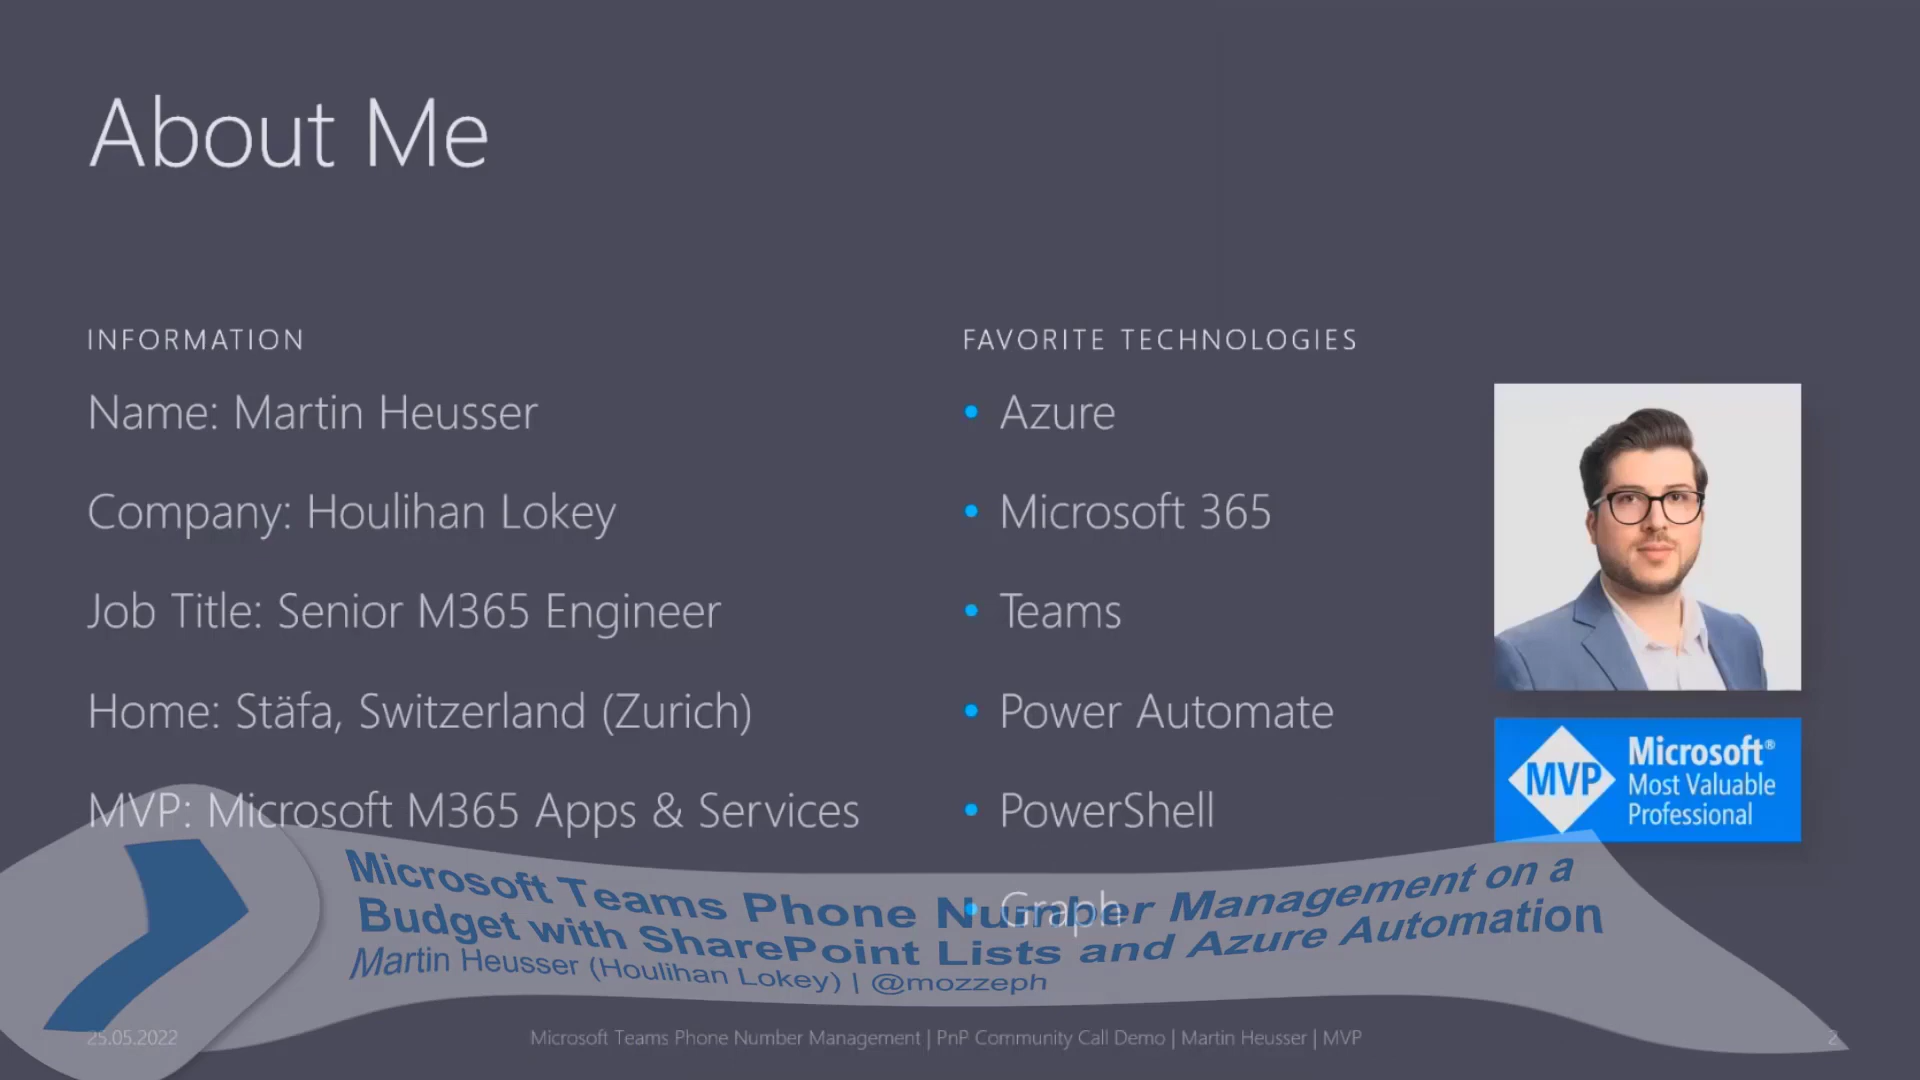 About Me
INFORMATION
Name: Martin Heusser
Company: Houlihan Lokey
Job Title: Senior M365 Engineer
Home: Stäfa, Switzerland (Zurich)
MVP: Microsoft M365 Apps & Services
FAVORITE TECHNOLOGIES
• Azure
• Microsoft 365
• Teams
• Power Automate
• PowerShell
• Graph
MVP
Microsoft®
Most Valuable
Professional
Microsoft Teams Phone Number Management on a
Budget with SharePoint Lists and Azure Automation
Martin Heusser (Houlihan Lokey) | @mozzeph
25.05.2022
Microsoft Teams Phone Number Management | PnP Community Call Demo | Martin Heusser | MVP
2